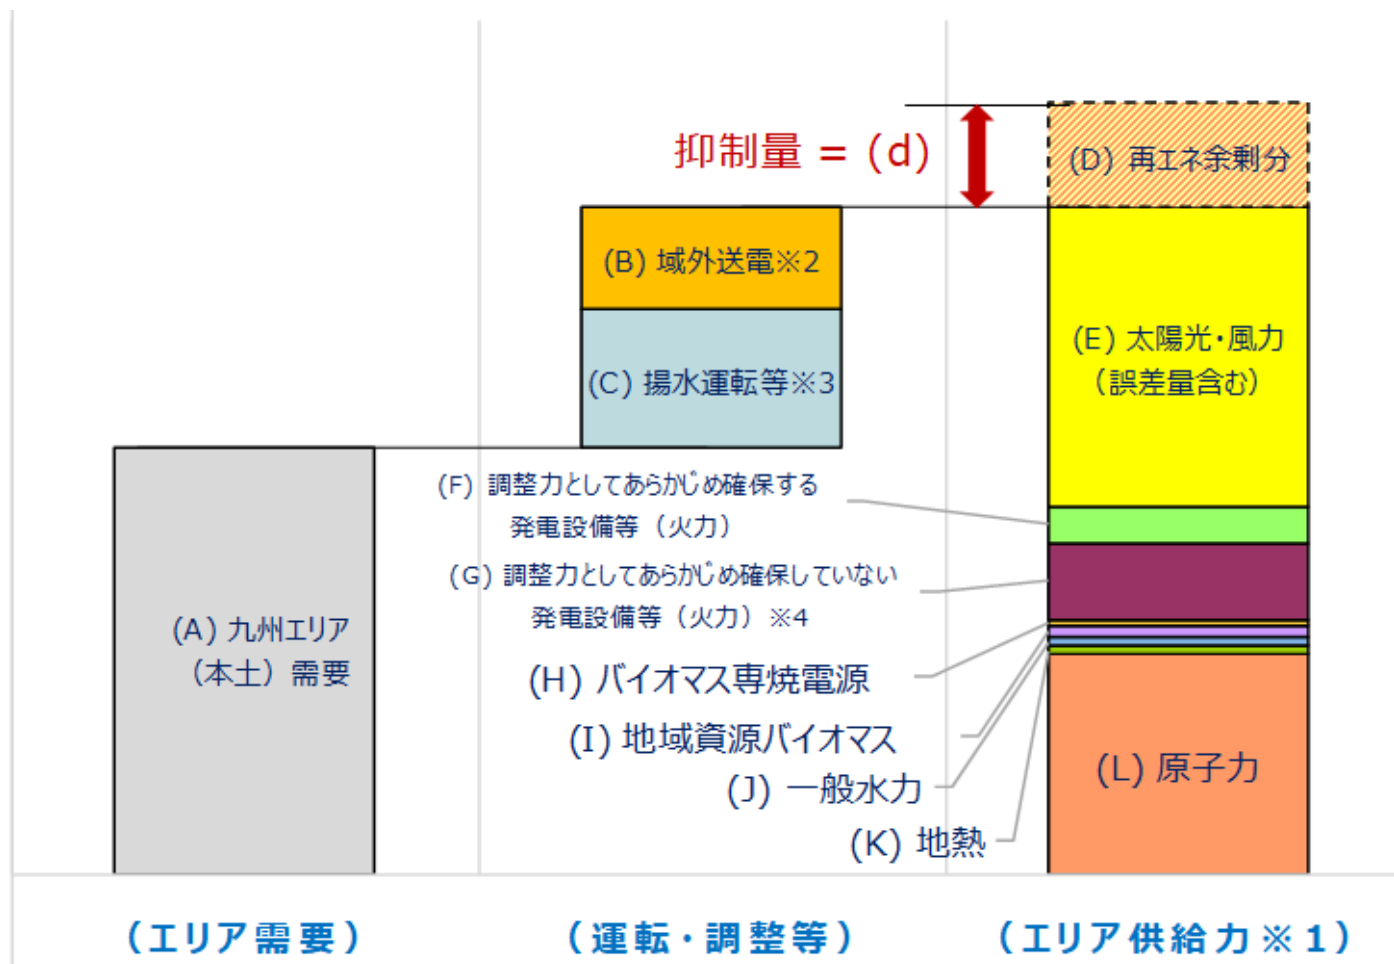 抑制量 = (d)
(D) 再エネ余剰分
(B) 域外送電※2
(C) 揚水運転等※3
(E) 太陽光・風力
（誤差量含む）
(F) 調整力としてあらかじめ確保する
発電設備等（火力）
(G) 調整力としてあらかじめ確保していない
発電設備等（火力）※4
(A) 九州エリア
（本土）需要
(H) バイオマス専焼電源
(I) 地域資源バイオマス
(J) 一般水力
(K) 地熱
(L) 原子力
（エリア需要）
（運転・調整等）
（エリア供給力※1）